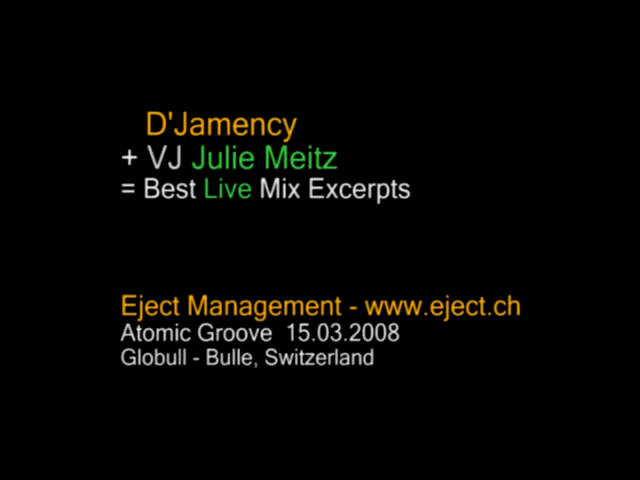 D'Jamency
+ VJ Julie Meitz
= Best Live Mix Excerpts
Eject Management - www.eject.ch
Atomic Groove 15.03.2008
Globull - Bulle, Switzerland